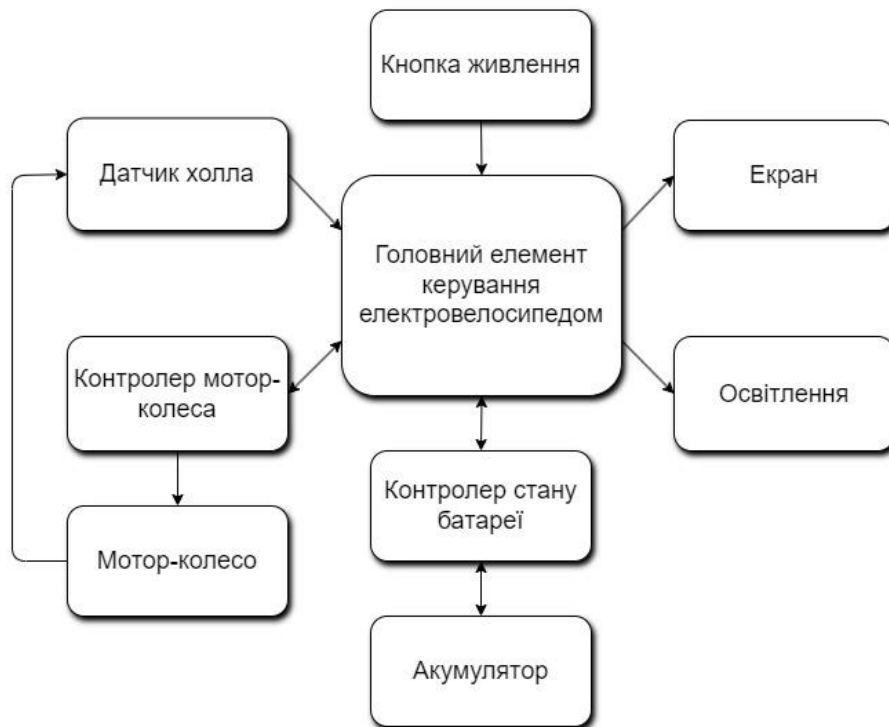 Кнопка живлення
Датчик холла
Екран
Головний елемент
керування
електровелосипедом
Контролер мотор-
колеса
Освітлення
Контролер стану
батареї
Мотор-колесо
Акумулятор